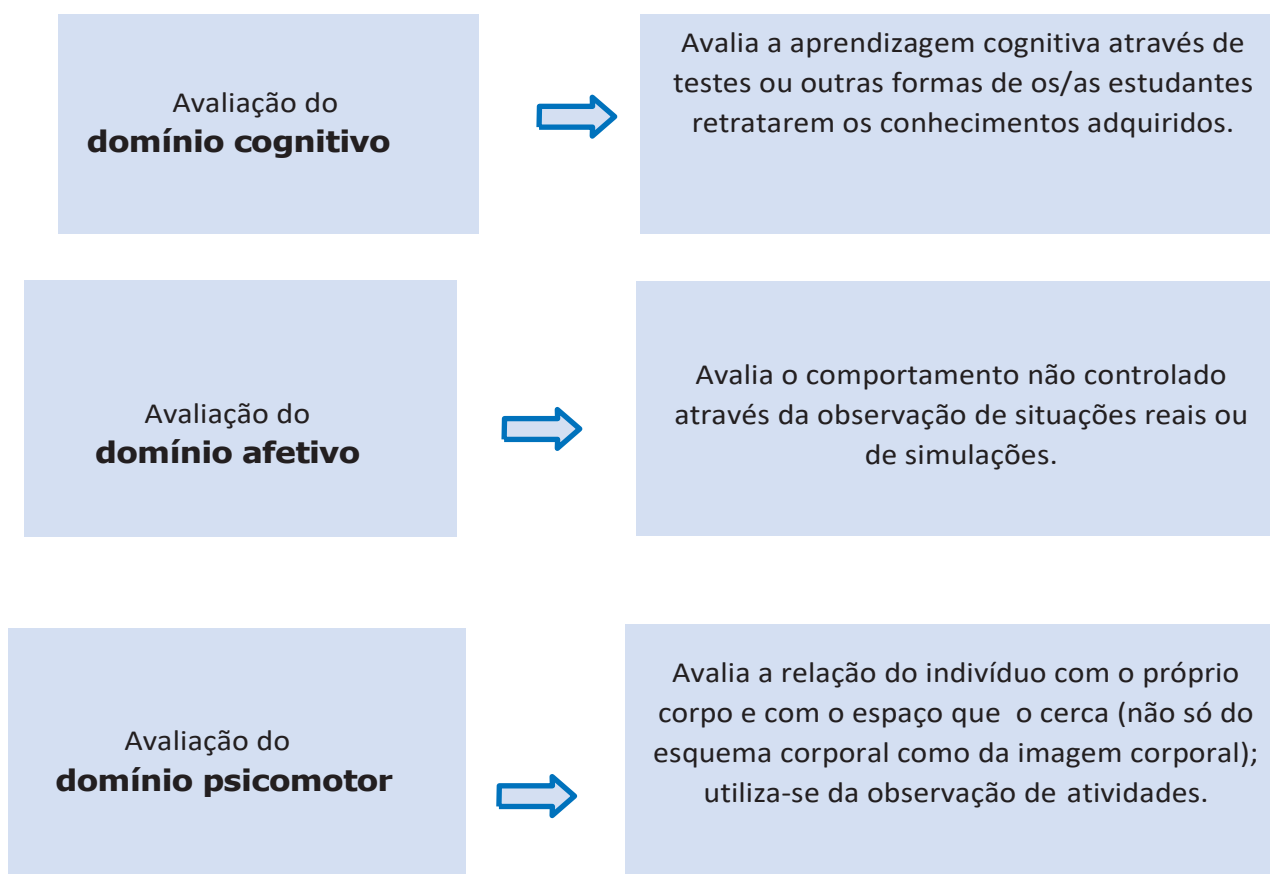 Avaliação do
domínio cognitivo
Avalia a aprendizagem cognitiva através de
testes ou outras formas de os/as estudantes
retratarem os conhecimentos adquiridos.
Avaliação do
domínio afetivo
Avalia o comportamento não controlado
através da observação de situações reais ou
de simulações.
Avaliação do
domínio psicomotor
Avalia a relação do indivíduo com o próprio
corpo e com o espaço que o cerca (não só do
esquema corporal como da imagem corporal);
utiliza-se da observação de atividades.